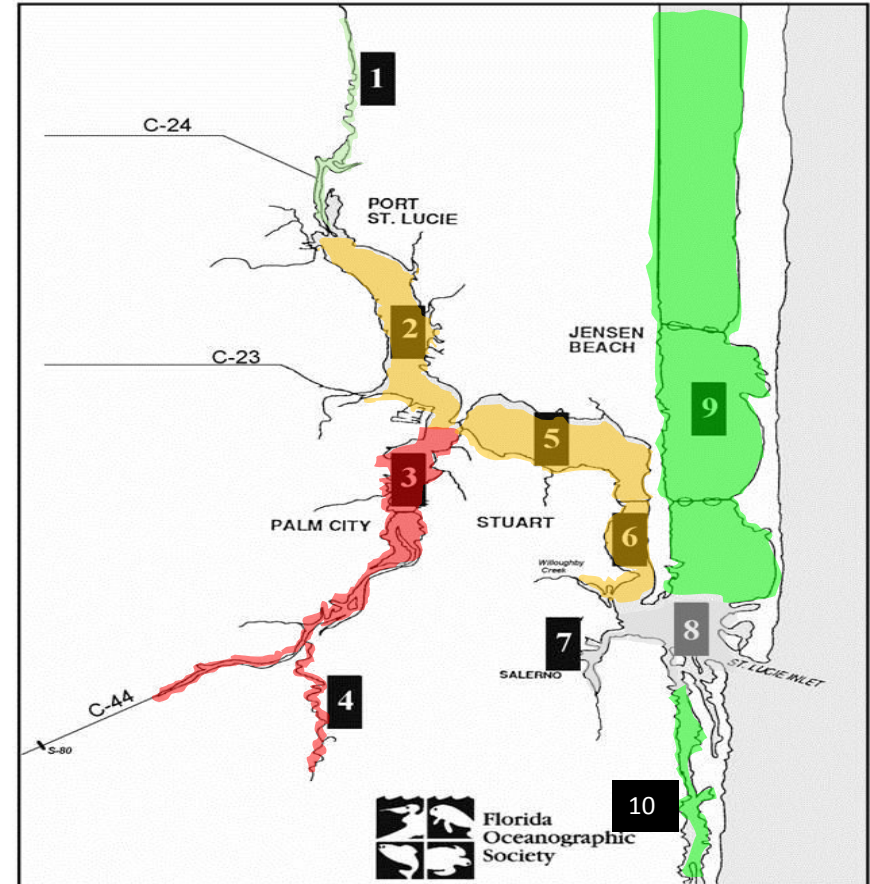 1
C-24
PORT
ST. LUCIE
2
JENSEN
BEACH
C-23
9
5
3
PALM CITY
STUART
6
Willoughby
Creek
7
8
SALERNO
ST. LUCIE INLET
4
C-44
S-80
10
Florida
Oceanographic
Society